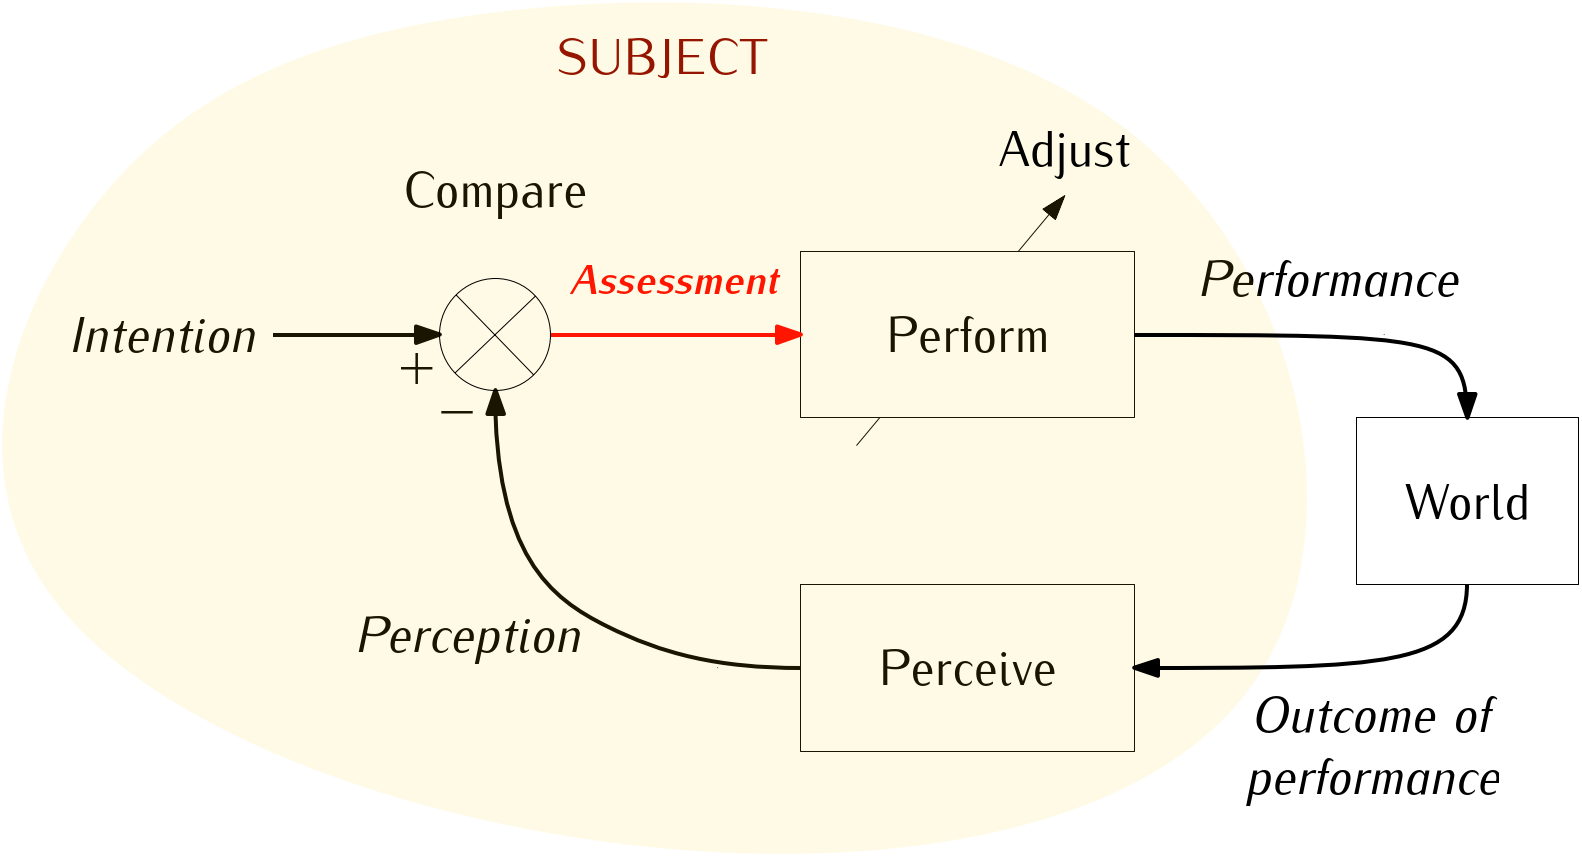 SUBJECT
Adjust
Compare
Assessment
Performance
Intention
Perform
+
−
World
Perception
Perceive
Outcome of
performance